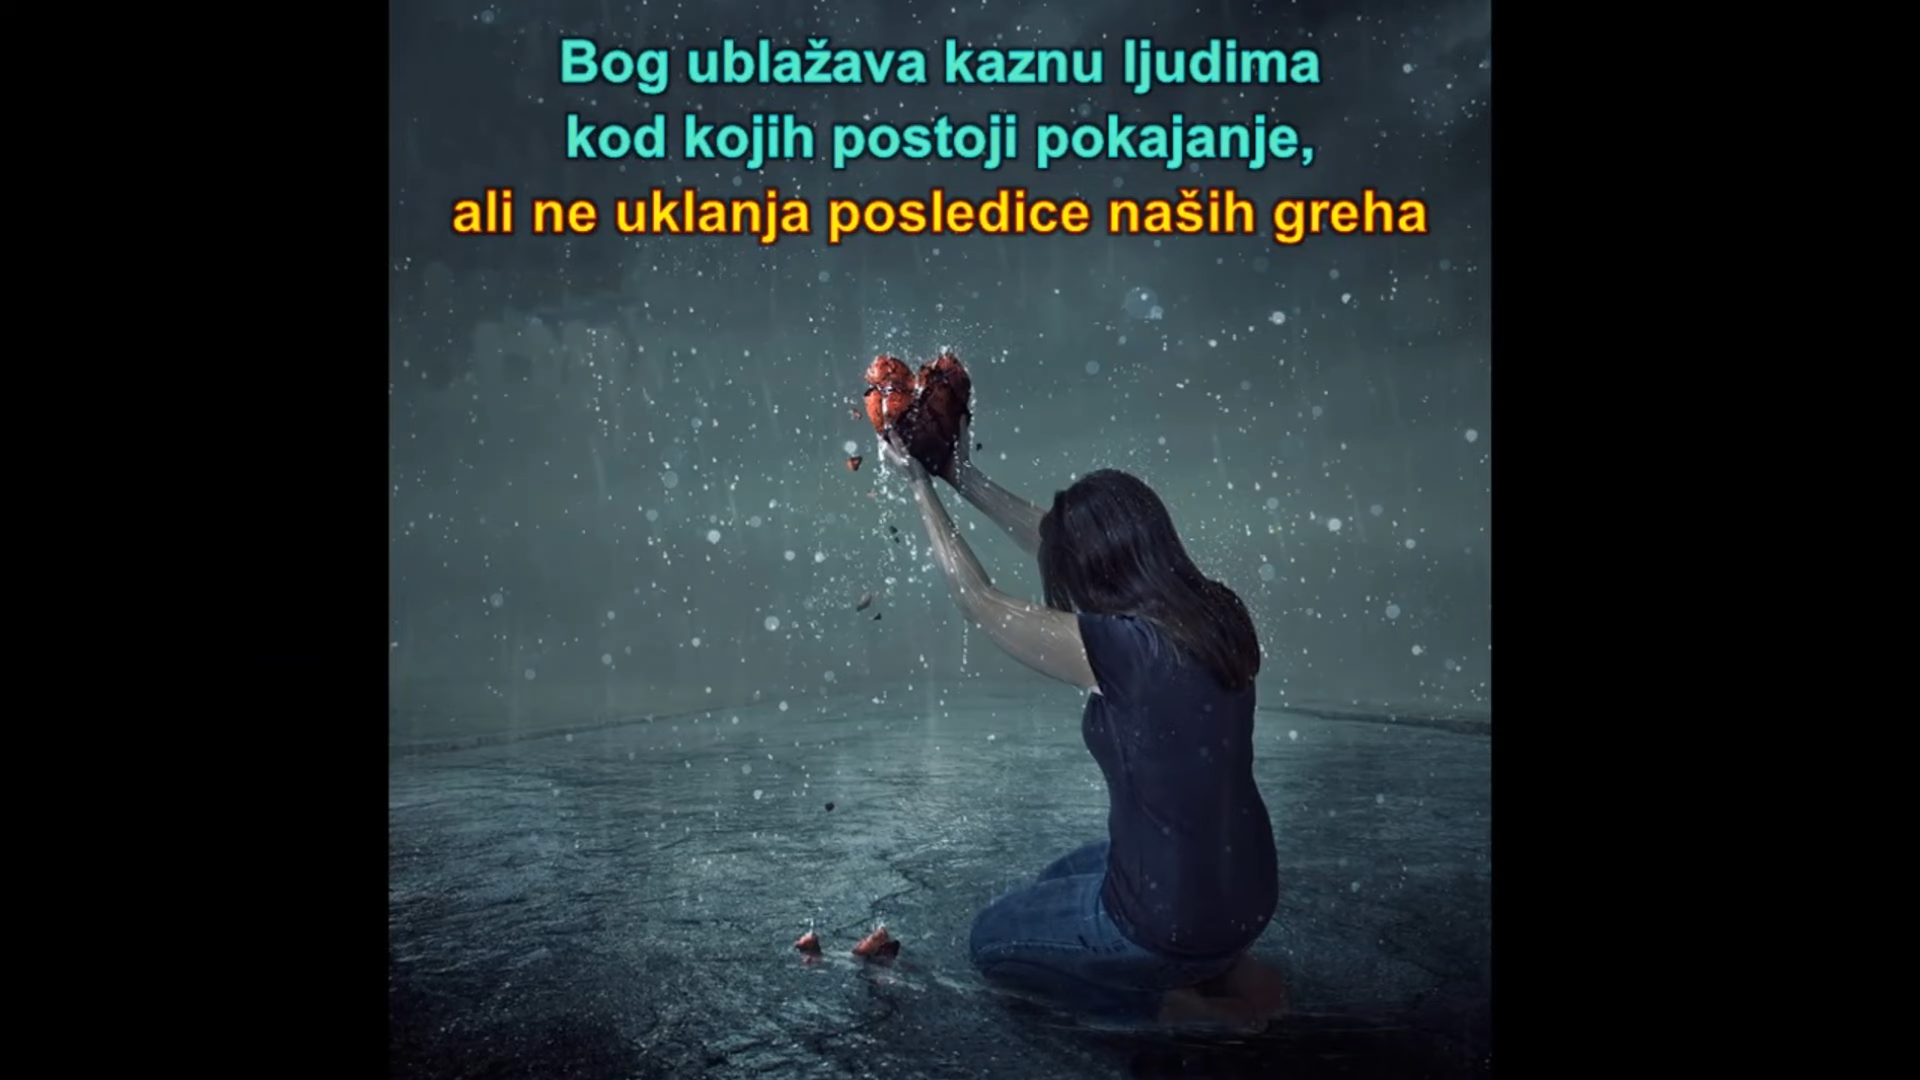 Bog ublažava kaznu ljudima
kod kojih postoji pokajanje,
ali ne uklanja posledice naših greha